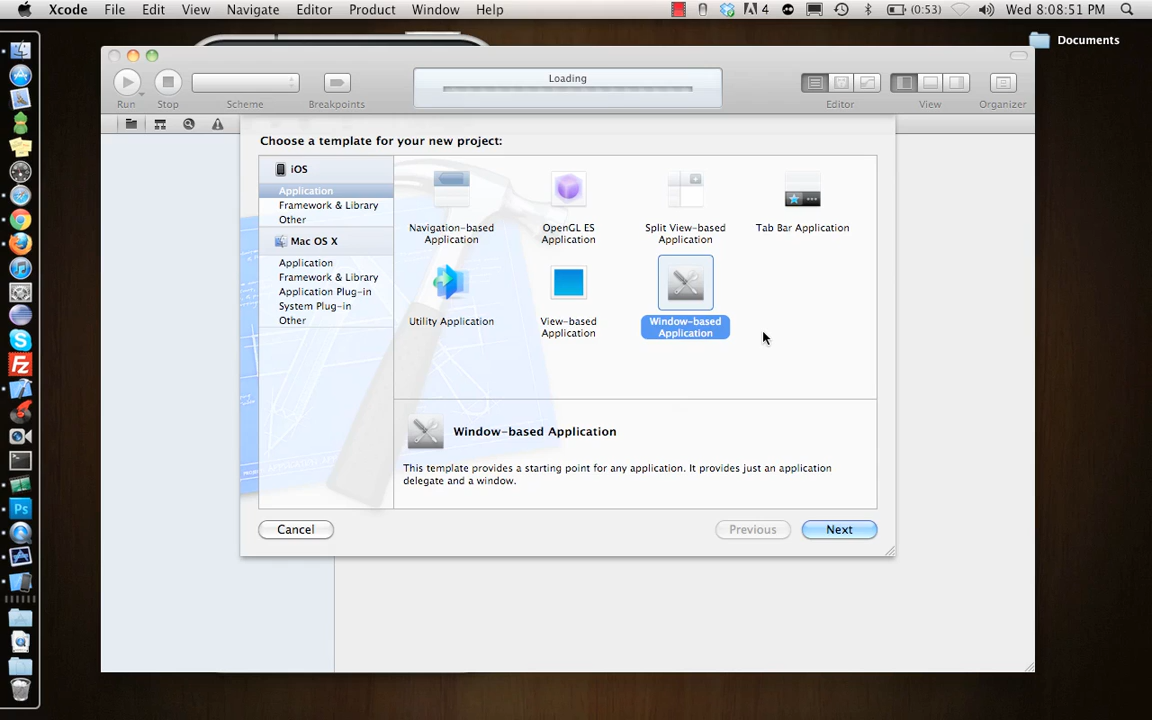 Xcode File Edit View Navigate Editor Product Window Help 4 (0:53) Wed 8:08:51 PM
Documents
Loading
Run Stop Scheme Breakpoints Editor View Organizer
Choose a template for your new project:
iOS
Application
Framework & Library
Other
Mac OS X
Application
Framework & Library
Application Plug-in
System Plug-in
Other
Navigation-based
Application
OpenGL ES
Application
Split View-based
Application
Tab Bar Application
Utility Application
View-based
Application
Window-based
Application
Window-based Application
This template provides a starting point for any application. It provides just an application
delegate and a window.
Cancel Previous Next
Ps